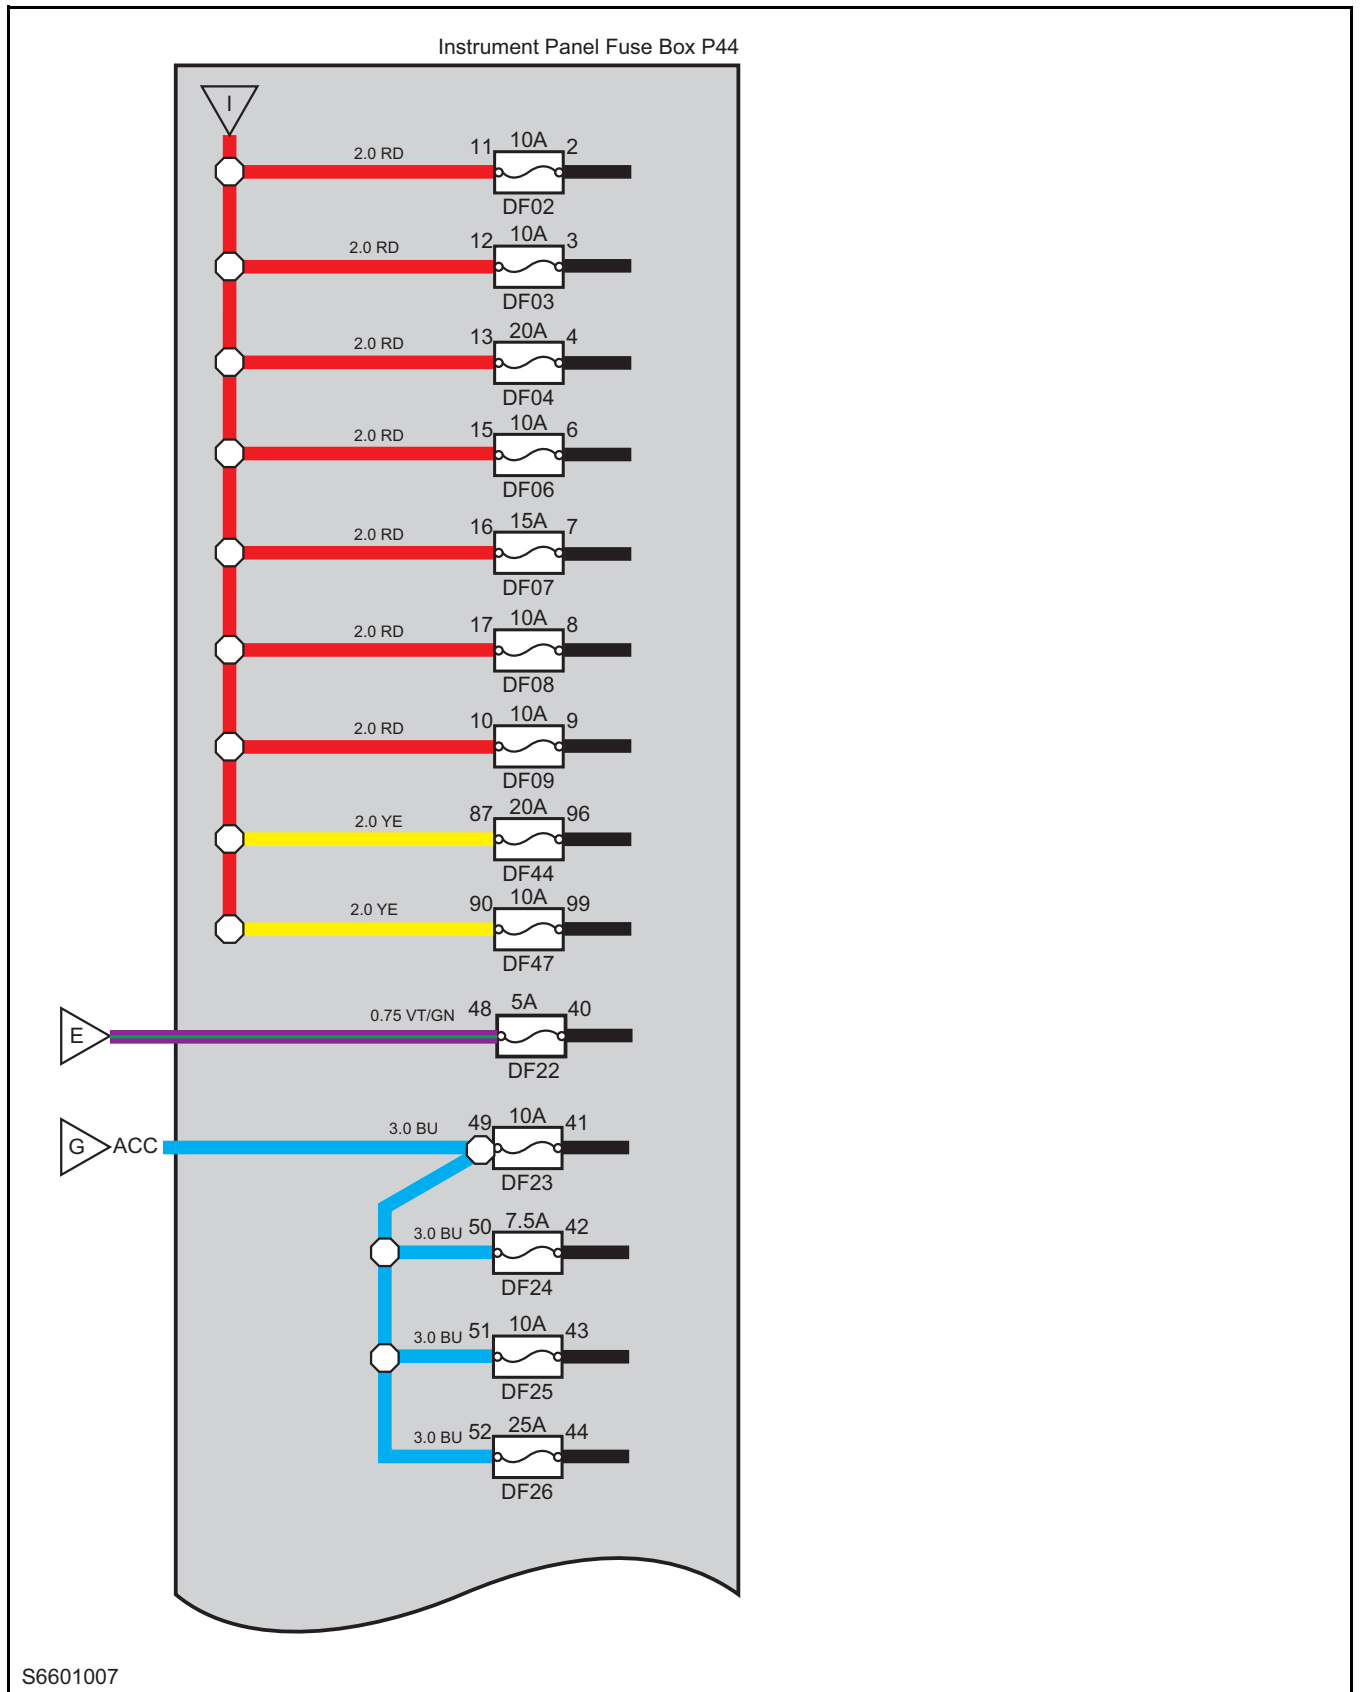 Instrument Panel Fuse Box P44
I
2.0 RD 11 10A 2
DF02
2.0 RD 12 10A 3
DF03
2.0 RD 13 20A 4
DF04
2.0 RD 15 10A 6
DF06
2.0 RD 16 15A 7
DF07
2.0 RD 17 10A 8
DF08
2.0 RD 10 10A 9
DF09
2.0 YE 87 20A 96
DF44
2.0 YE 90 10A 99
DF47
E 0.75 VT/GN 48 5A 40
DF22
G ACC 3.0 BU 49 10A 41
DF23
3.0 BU 50 7.5A 42
DF24
3.0 BU 51 10A 43
DF25
3.0 BU 52 25A 44
DF26
S6601007